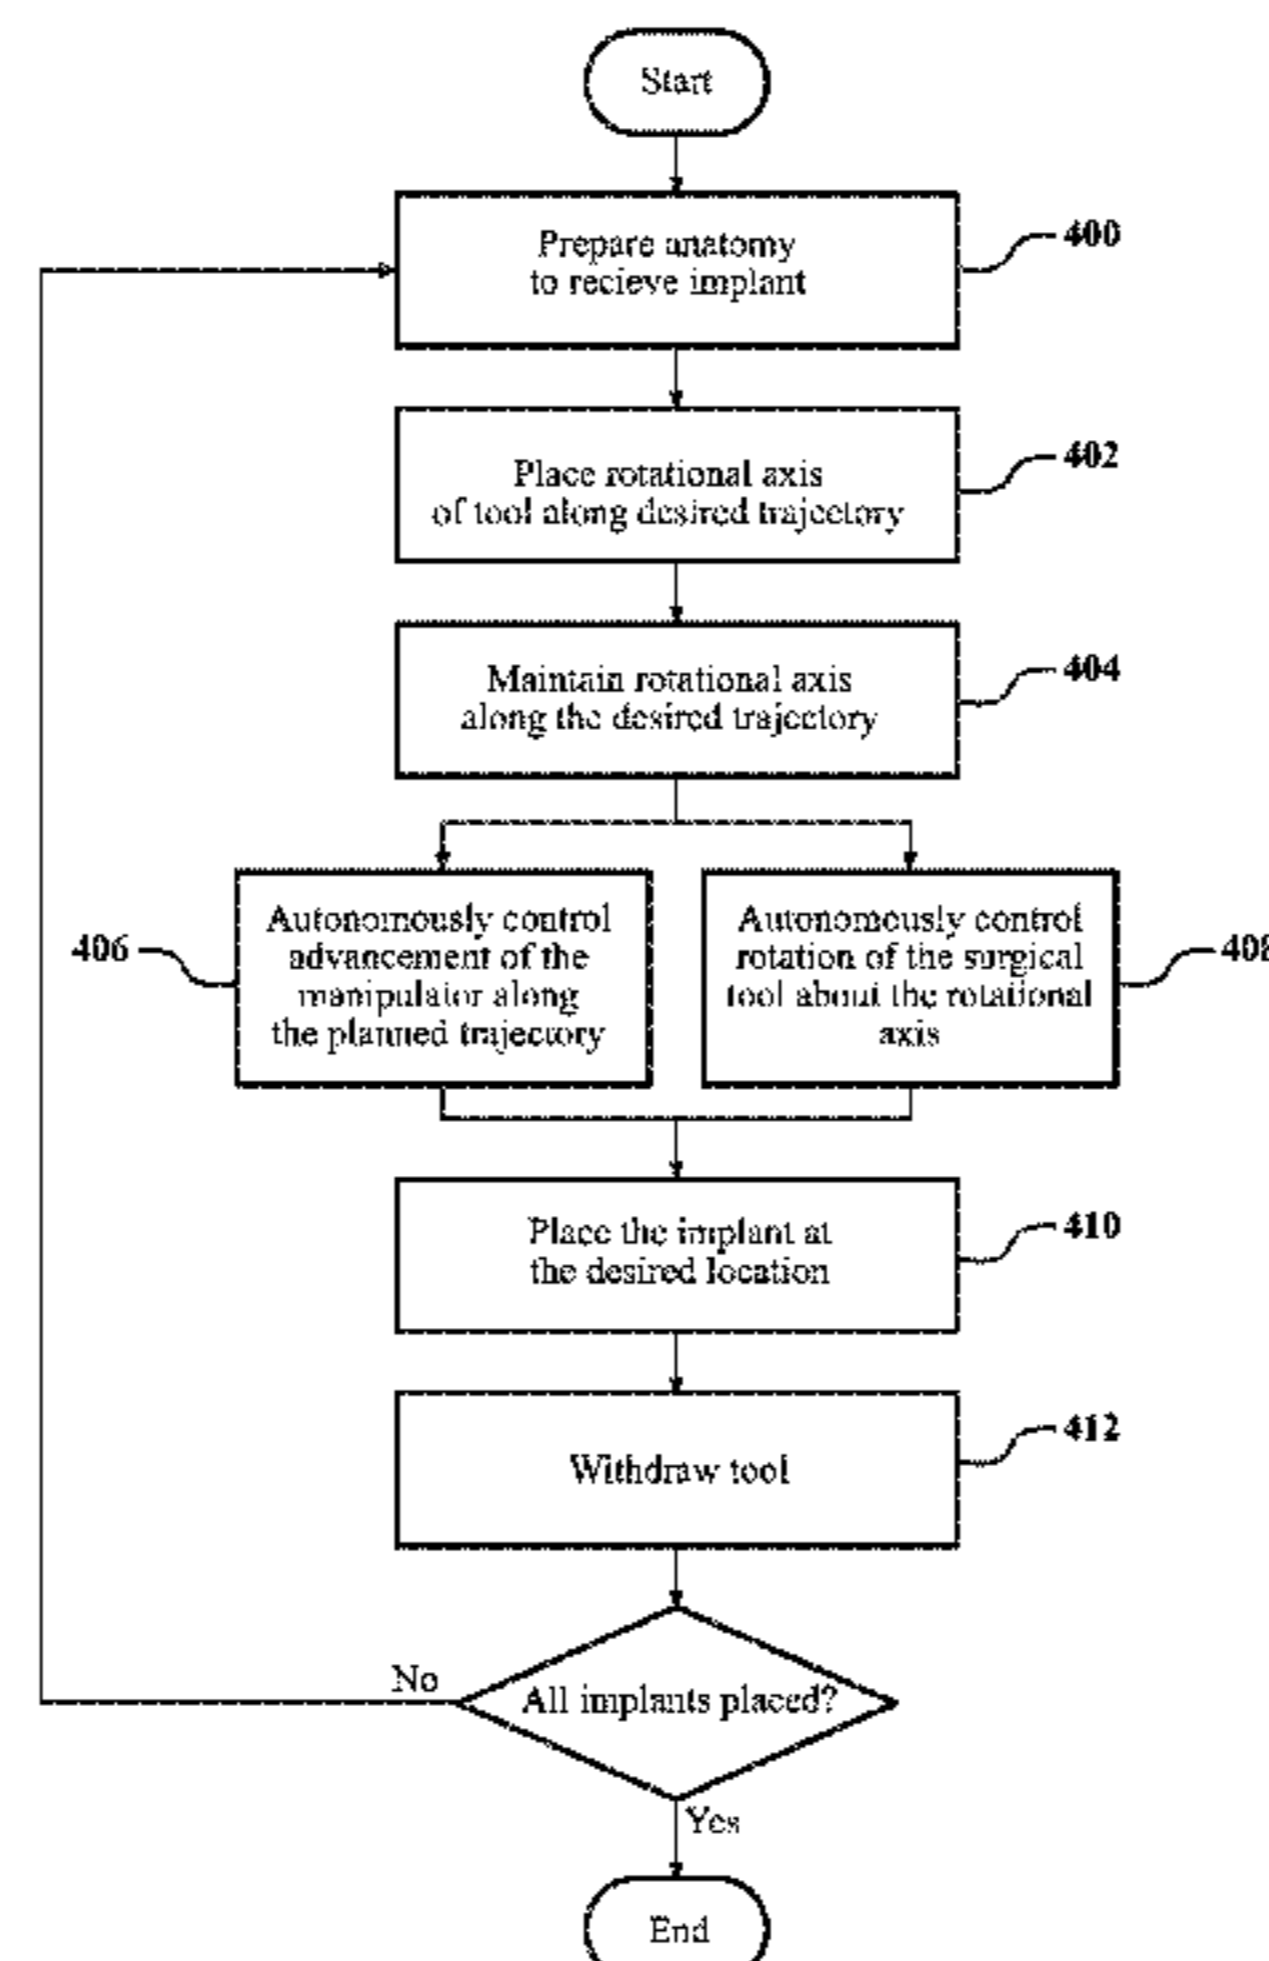 Start
Prepare anatomy
to recieve implant
400
Place rotational axis
of tool along desired trajectory
402
Maintain rotational axis
along the desired trajectory
404
Autonomously control
advancement of the
manipulator along
the planned trajectory
406
Autonomously control
rotation of the surgical
tool about the rotational
axis
408
Place the implant at
the desired location
410
Withdraw tool
412
All implants placed?
No
Yes
End